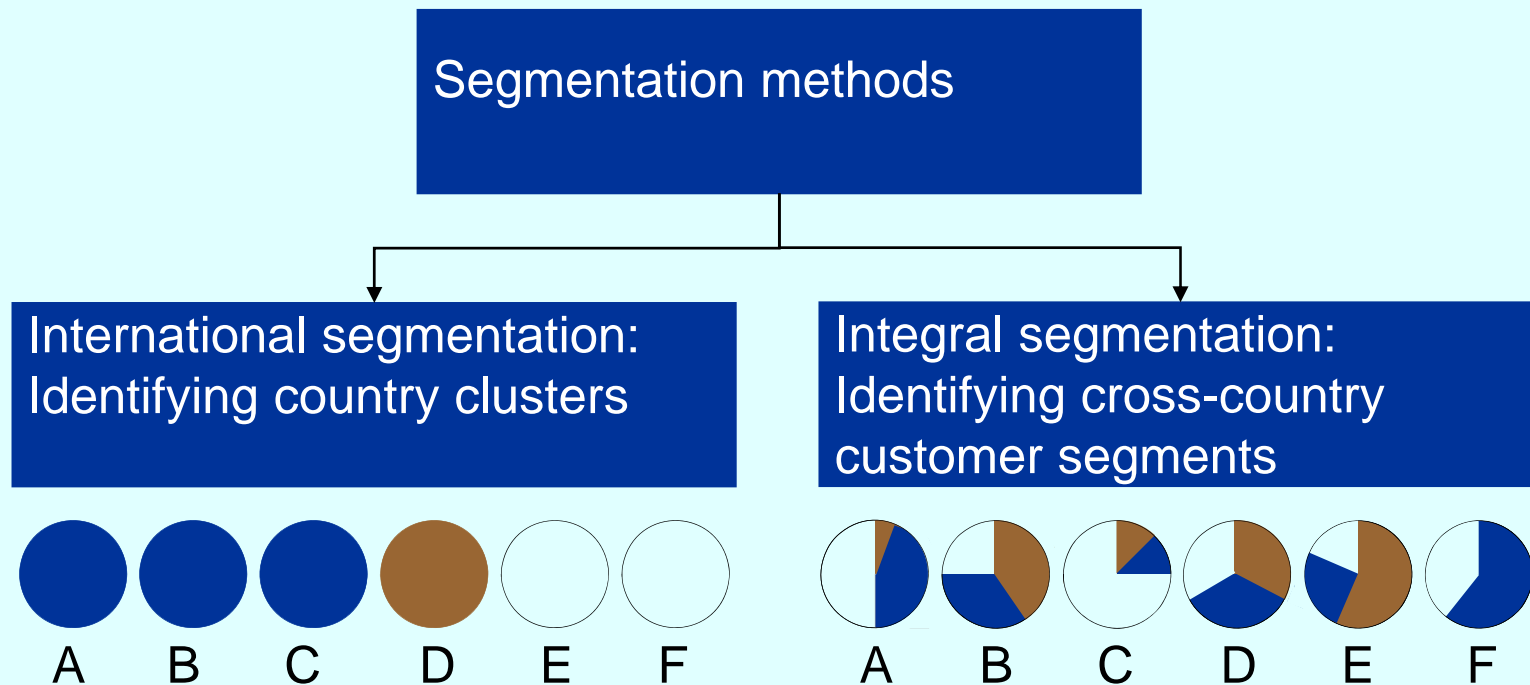 Segmentation methods
International segmentation:
Identifying country clusters
Integral segmentation:
Identifying cross-country
customer segments
A B C D E F
A B C D E F